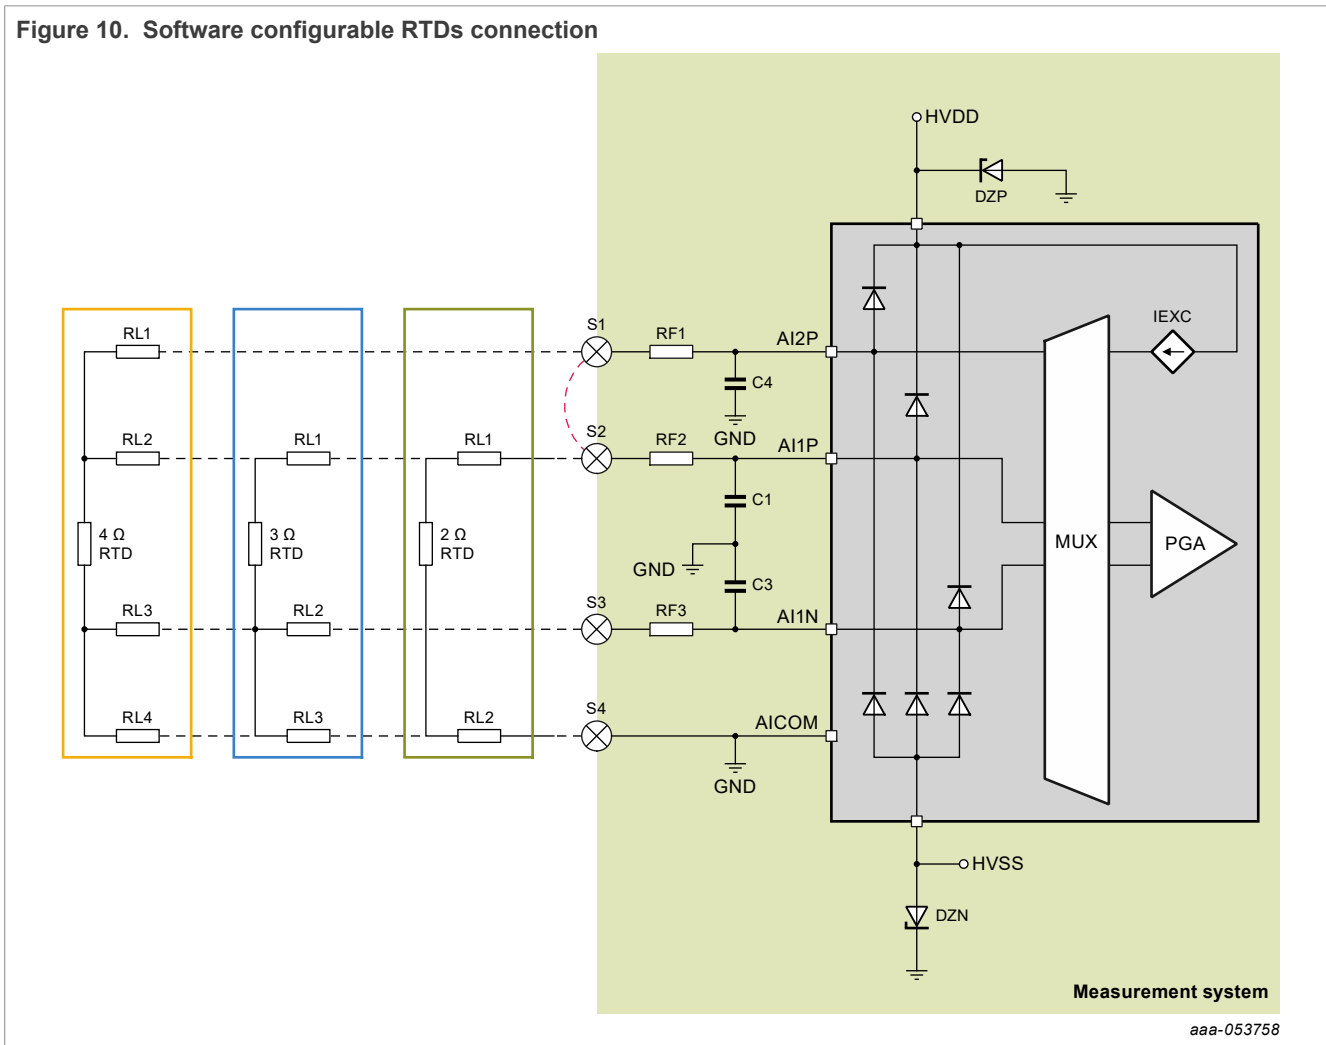 Figure 10. Software configurable RTDs connection
HVDD
DZP
S1
RL1
RF1
AI2P
IEXC
C4
GND
S2
RL2
RL1
RL1
RF2
AI1P
C1
4 Ω
RTD
3 Ω
RTD
2 Ω
RTD
MUX
PGA
GND
C3
S3
RL3
RL2
RF3
AI1N
S4
RL4
RL3
RL2
AICOM
GND
HVSS
DZN
Measurement system
aaa-053758